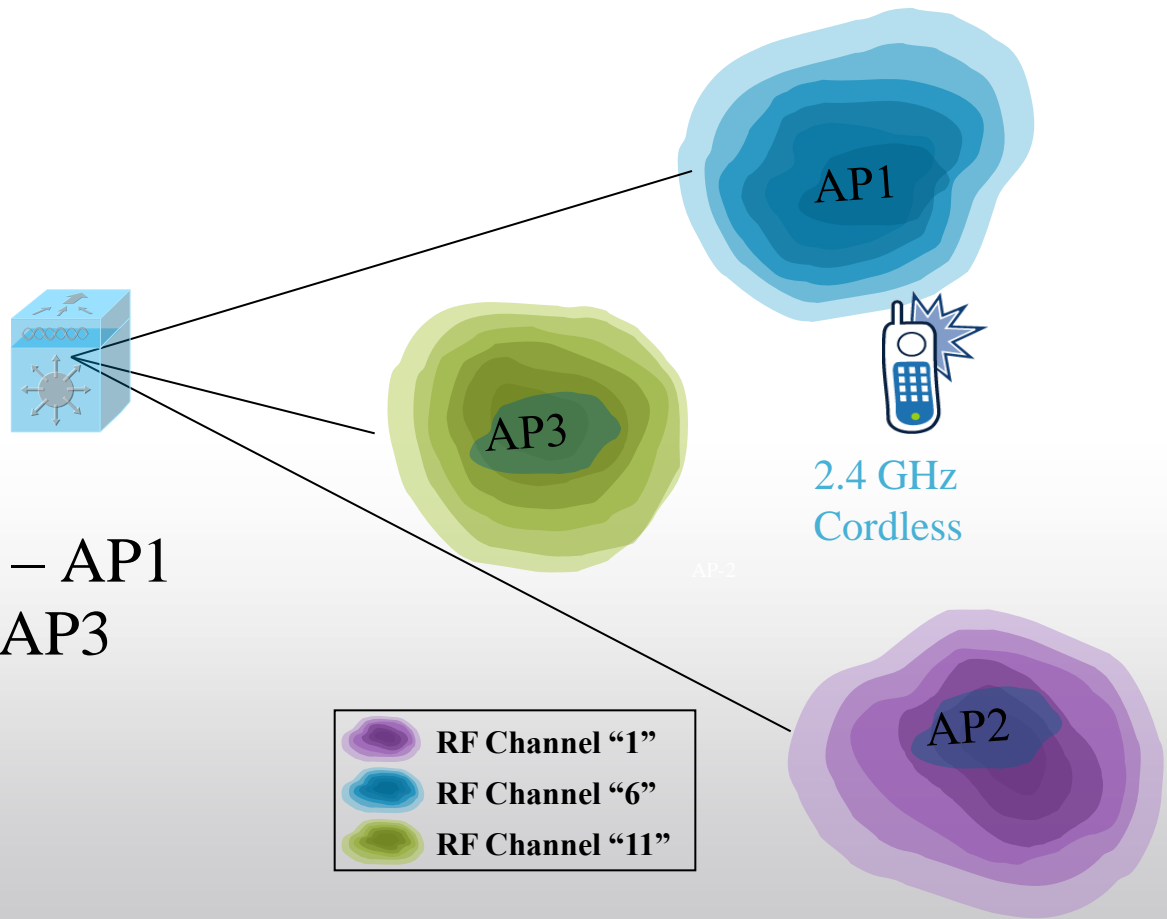 AP1
AP3
2.4 GHz
Cordless
– AP1
AP3
AP-2
AP2
RF Channel “1”
RF Channel “6”
RF Channel “11”